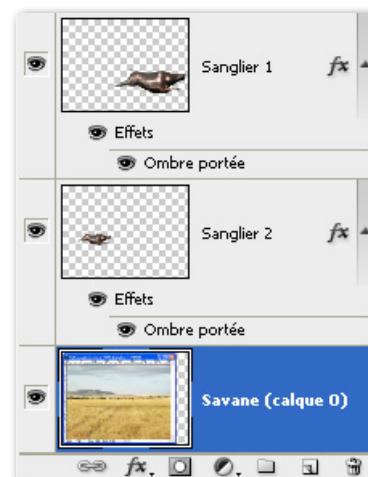 Sanglier 1
fx
Effets
Ombre portée
Sanglier 2
fx
Effets
Ombre portée
Savane (calque 0)
fx.